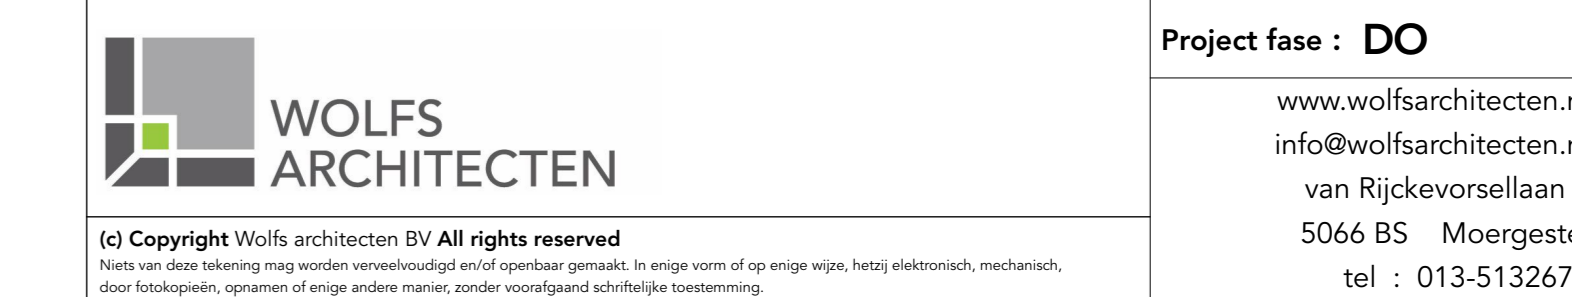 WOLFS
ARCHITECTEN
(c) Copyright Wolfs architecten BV All rights reserved
Niets van deze tekening mag worden verveelvoudigd en/of openbaar gemaakt. In enige vorm of op enige wijze, hetzij elektronisch, mechanisch,
door fotokopieën, opnamen of enige andere manier, zonder voorafgaand schriftelijke toestemming.
Project fase : DO
www.wolfsarchitecten.
info@wolfsarchitecten.
van Rijckevorsellaan
5066 BS Moergest
tel : 013-513267